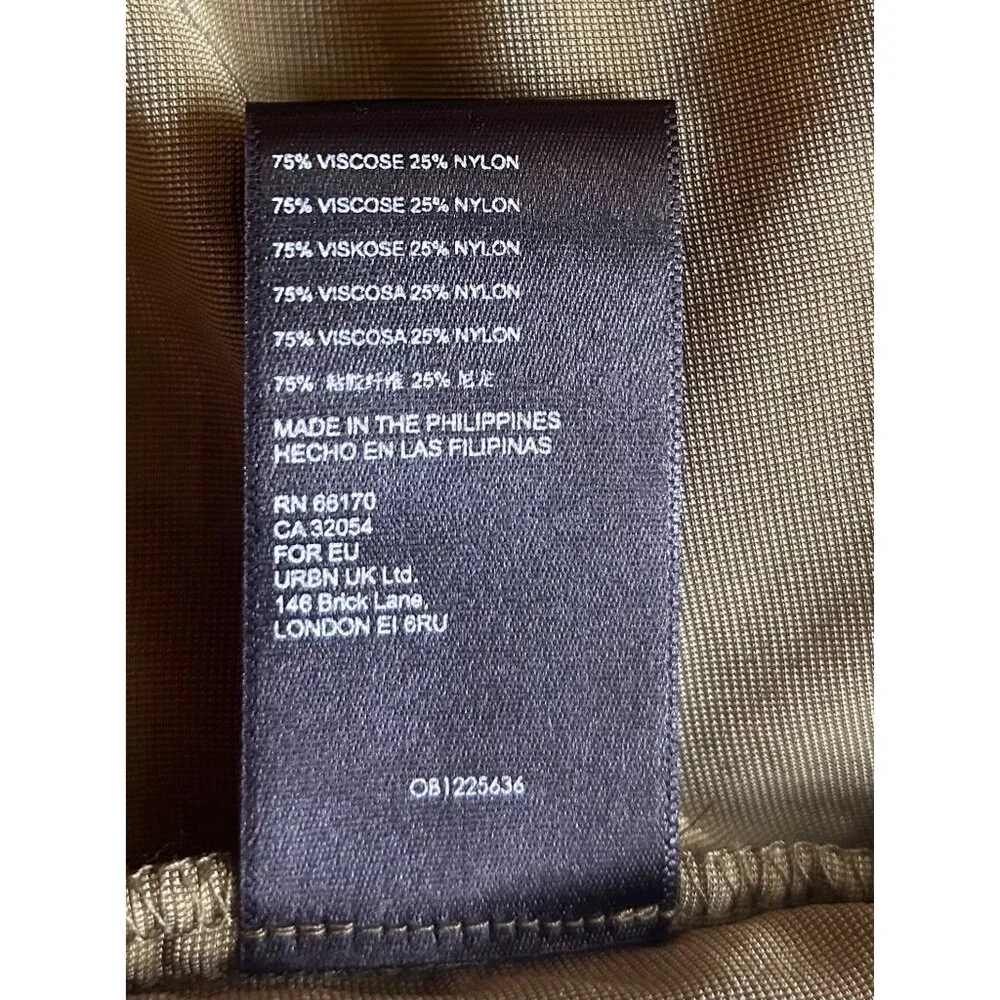 75% VISCOSE 25% NYLON
75% VISCOSE 25% NYLON
75% VISKOSE 25% NYLON
75% VISCOSA 25% NYLON
75% VISCOSA 25% NYLON
75% 粘胶纤维 25% 尼龙
MADE IN THE PHILIPPINES
HECHO EN LAS FILIPINAS
RN 66170
CA 32054
FOR EU
URBN UK Ltd.
146 Brick Lane,
LONDON EI 6RU
OB1225636